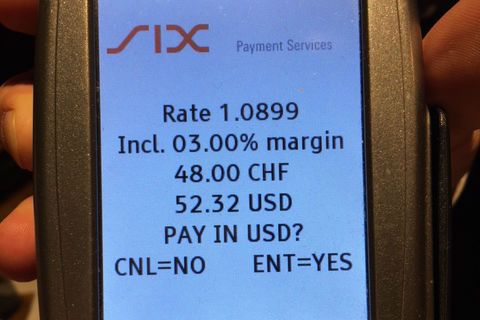 SIX Payment Services
Rate 1.0899
Incl. 03.00% margin
48.00 CHF
52.32 USD
PAY IN USD?
CNL=NO ENT=YES